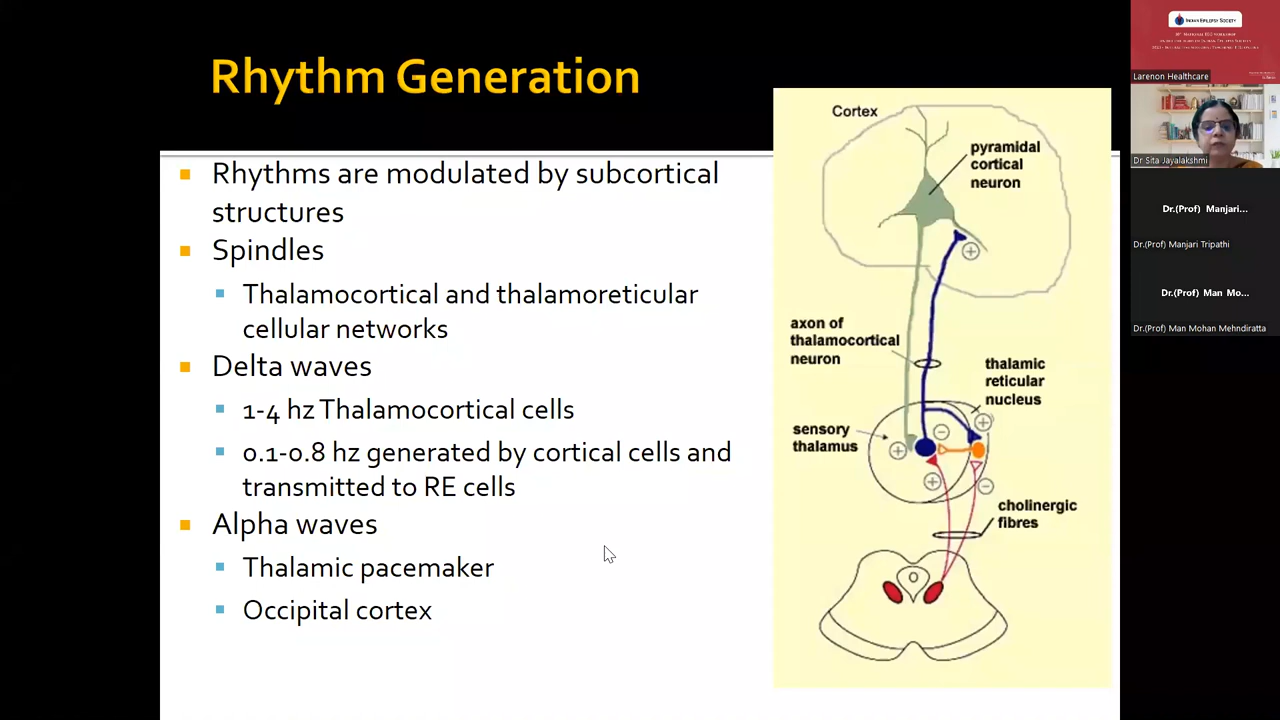 Rhythm Generation
Rhythms are modulated by subcortical
structures
Spindles
Thalamocortical and thalamoreticular
cellular networks
Delta waves
1-4 hz Thalamocortical cells
0.1-0.8 hz generated by cortical cells and
transmitted to RE cells
Alpha waves
Thalamic pacemaker
Occipital cortex
Cortex
pyramidal
cortical
neuron
axon of
thalamocortical
neuron
thalamic
reticular
nucleus
sensory
thalamus
cholinergic
fibres
INDIAN EPILEPSY SOCIETY
Larenon Healthcare
Dr Sita Jayalakshmi
Dr.(Prof) Manjari...
Dr.(Prof) Manjari Tripathi
Dr.(Prof) Man Mo...
Dr.(Prof) Man Mohan Mehndiratta